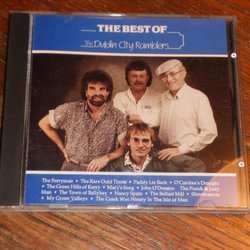 THE BEST OF
The Dublin City Ramblers
The Ferryman • The Rare Ould Times • Paddy Lie Back • O'Carolan's Draught
• The Green Hills of Kerry • Mary's Song • John O'Dreams • The Punch & Judy
Man • The Town of Ballybay • Nancy Spain • The Belfast Mill •
My Green Valleys • The Crack Was Ninety In The Isle of Man